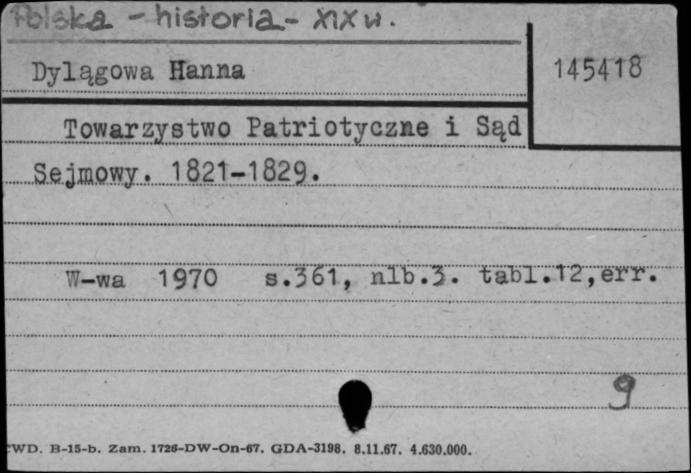 Polska - historia - XIX w.
Dylągowa Hanna
145418
Towarzystwo Patriotyczne i Sąd
Sejmowy. 1821-1829.
W-wa 1970 s.361, nlb.3. tabl.12,err.
9
WD. B-15-b. Zam. 1726-DW-On-67. GDA-3198. 8.11.67. 4.630.000.